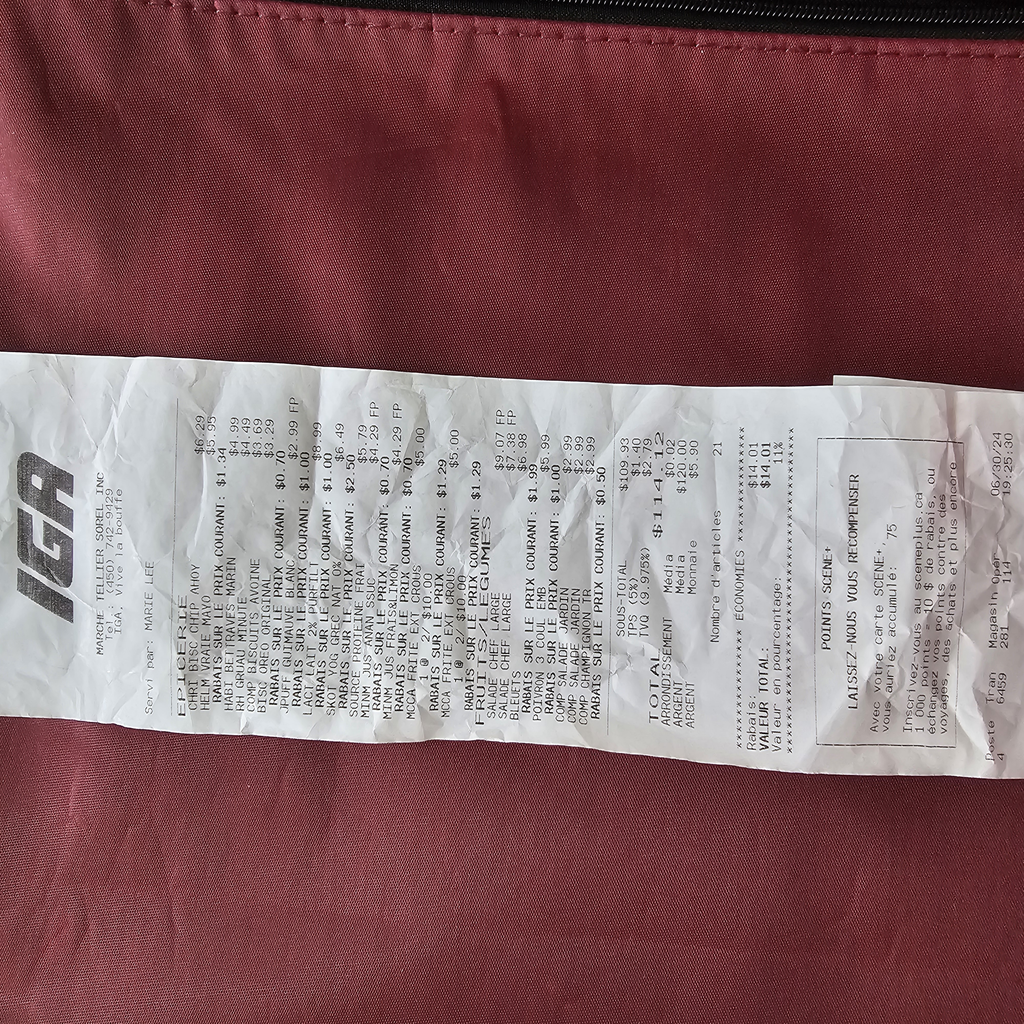 IGA
MARCHE TELLIER SOREL INC
Tel.: (450) 742-9429
IGA, Vive la bouffe
Servi par: MARIE LEE
EPICERIE
CHRI BISC CHIP AHOY $6.29
HELM VRAIE MAYO $5.95
RABAIS SUR LE PRIX COURANT: $1.34
HABI BETTRAVES MARIN $4.99
GRUAU MINUTE $4.49
COMP BISCUITS AVOINE $3.69
BISC OREO ORIGINAL $3.29
RABAIS SUR LE PRIX COURANT: $0.70
JPUFF GUIMAUVE BLANC $2.99 FP
RABAIS SUR LE PRIX COURANT: $1.00
LACT LAIT 2% PURFILT $8.99
RABAIS SUR LE PRIX COURANT: $1.00
SKOT YOG GREC NAT 0% $6.49
RABAIS SUR LE PRIX COURANT: $2.50
SOURCE PROTEINE FRAI $5.79
MINM JUS ANAN SSUC $4.29 FP
RABAIS SUR LE PRIX COURANT: $0.70
MINM JUS FRAIS&LIMON $4.29 FP
RABAIS SUR LE PRIX COURANT: $0.70
MCCA FRITE EXT GROUS $5.00
1 @ 2/ $10.00
RABAIS SUR LE PRIX COURANT: $1.29
MCCA FRITE EXT GROUS $5.00
1 @ 2/ $10.00
RABAIS SUR LE PRIX COURANT: $1.29
FRUITS/LEGUMES
SALADE CHEF LARGE $9.07 FP
SALADE CHEF LARGE $7.38 FP
BLEUETS $6.98
RABAIS SUR LE PRIX COURANT: $1.99
POIVRON 3 COUL EMB $5.99
RABAIS SUR LE PRIX COURANT: $1.00
COMP SALADE JARDIN $2.99
COMP SALADE JARDIN $2.99
COMP CHAMPIGNON TR $2.99
RABAIS SUR LE PRIX COURANT: $0.50
SOUS-TOTAL $109.93
TPS (5%) $1.40
TVQ (9.975%) $2.79
TOTAL $114.12
ARRONDISSEMENT Média $0.02
ARGENT Média $120.00
ARGENT Monnaie $5.90
Nombre d'articles 21
******** ECONOMIES ********
Rabais: $14.01
VALEUR TOTAL: $14.01
Valeur en pourcentage: 11%
POINTS SCENE+
LAISSEZ-NOUS VOUS RECOMPENSER
Avec votre carte SCENE+,
vous auriez accumulé: 75
Inscrivez-vous au sceneplus.ca
1 000 points = 10 $ de rabais, ou
échangez vos points contre des
voyages, des achats et plus encore
Poste Tran Magasin Oper 06/30/24
4 6459 281 114 19:25:30